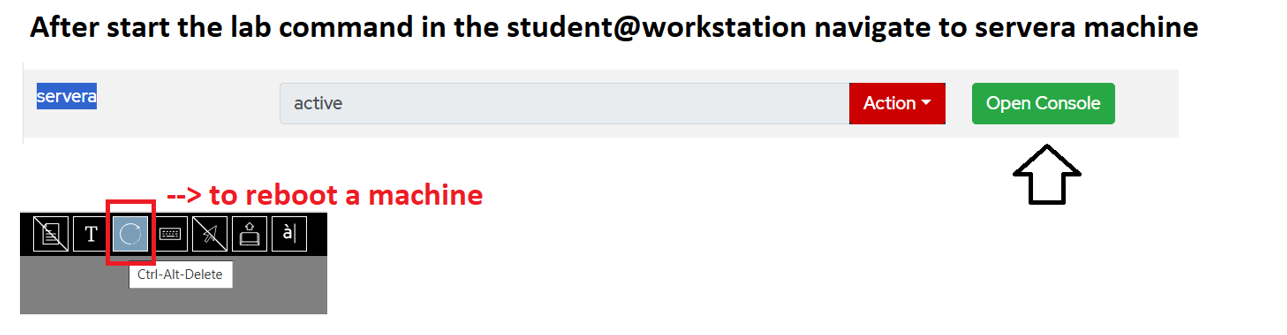 After start the lab command in the student@workstation navigate to servera machine
servera
active
Action
Open Console
--> to reboot a machine
T
à|
Ctrl-Alt-Delete